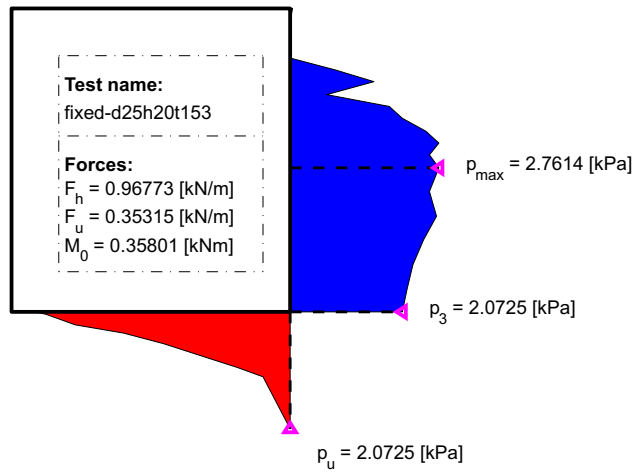 Test name:
fixed-d25h20t153
Forces:
F_h = 0.96773 [kN/m]
F_u = 0.35315 [kN/m]
M_0 = 0.35801 [kNm]
p_max = 2.7614 [kPa]
p_3 = 2.0725 [kPa]
p_u = 2.0725 [kPa]